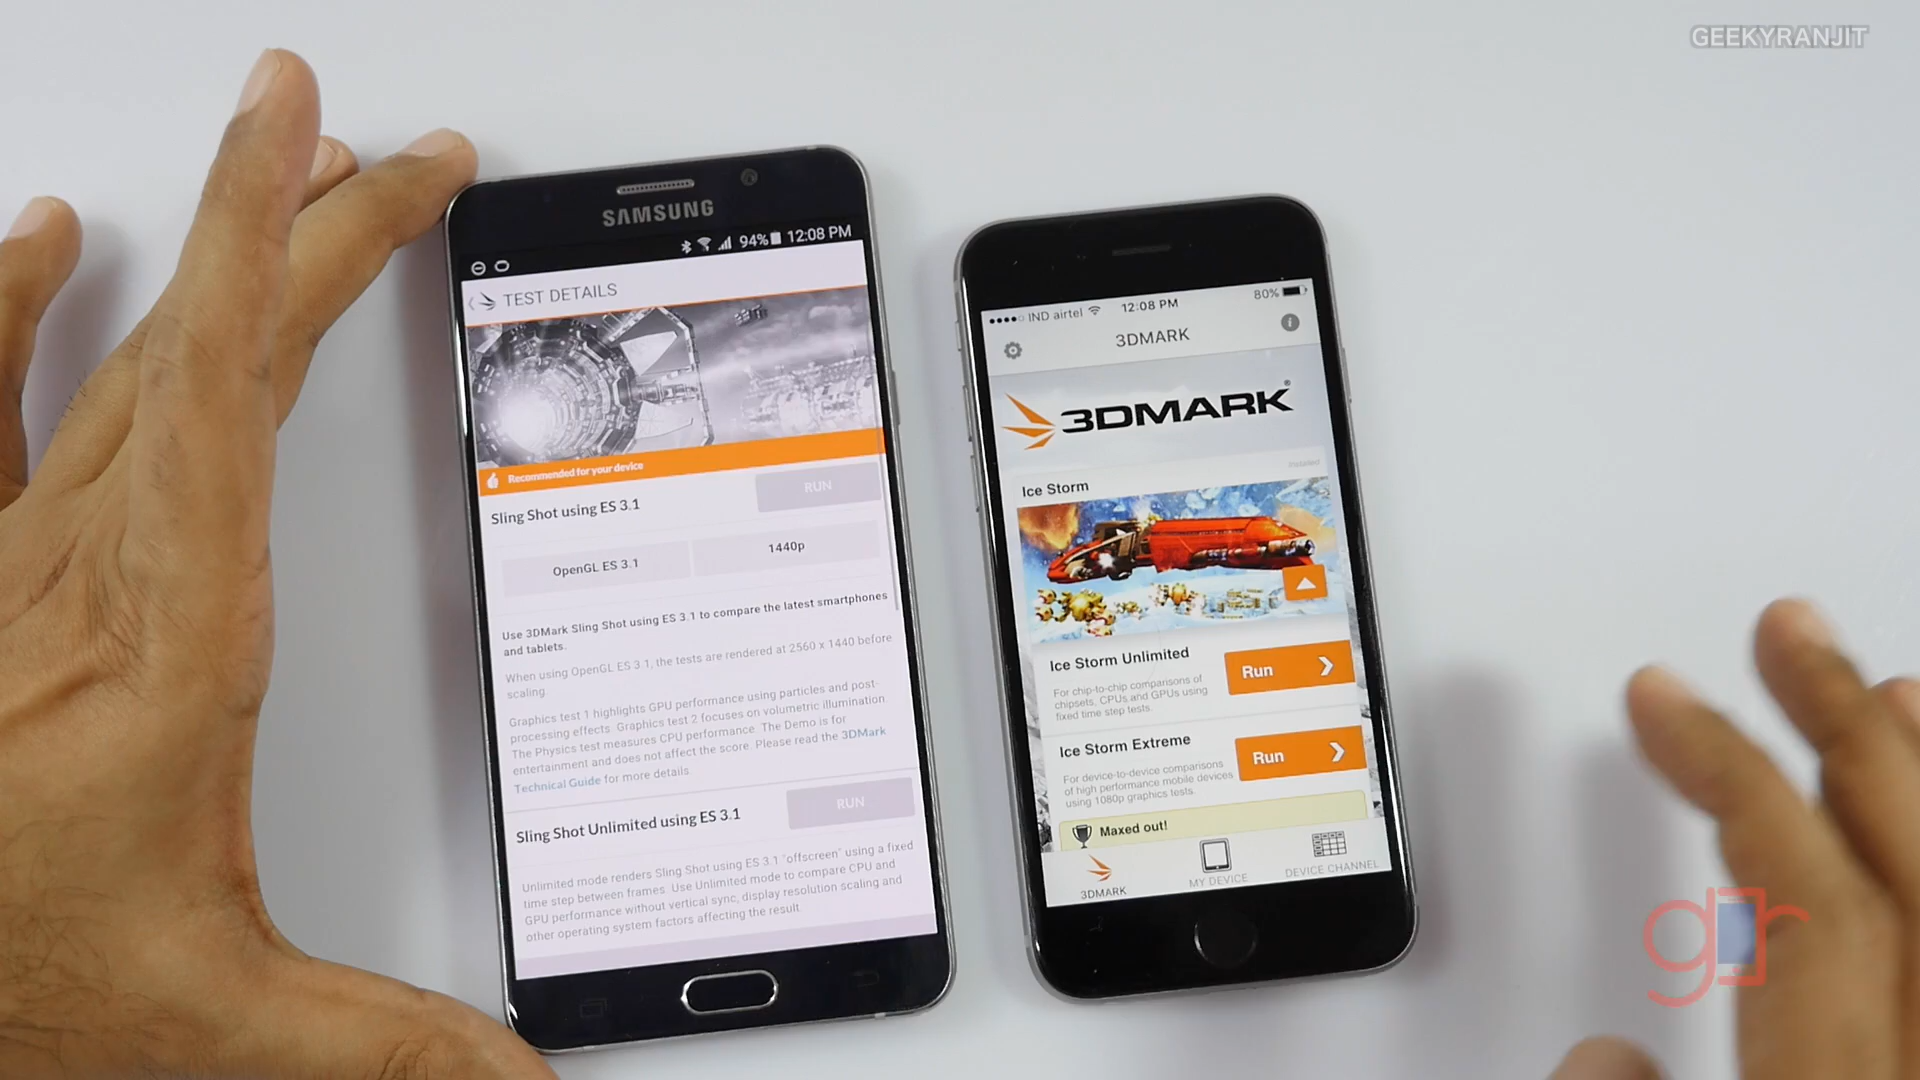 GEEKYRANJIT
SAMSUNG
94% 12:08 PM
TEST DETAILS
Recommended for your device
Sling Shot using ES 3.1
RUN
OpenGL ES 3.1
1440p
Use 3DMark Sling Shot using ES 3.1 to compare the latest smartphones
and tablets.
When using OpenGL ES 3.1, the tests are rendered at 2560 x 1440 before
scaling.
Graphics test 1 highlights GPU performance using particles and post-
processing effects. Graphics test 2 focuses on volumetric illumination.
The Physics test measures CPU performance. The Demo is for
entertainment and does not affect the score. Please read the 3DMark
Technical Guide for more details.
Sling Shot Unlimited using ES 3.1
RUN
Unlimited mode renders Sling Shot using ES 3.1 "offscreen" using a fixed
time step between frames. Use Unlimited mode to compare CPU and
GPU performance without vertical sync, display resolution scaling and
other operating system factors affecting the result.
IND airtel 12:08 PM 80%
3DMARK
3DMARK®
Installed
Ice Storm
Ice Storm Unlimited
Run
For chip-to-chip comparisons of
chipsets, CPUs and GPUs using
fixed time step tests.
Ice Storm Extreme
Run
For device-to-device comparisons
of high performance mobile devices
using 1080p graphics tests.
Maxed out!
3DMARK
MY DEVICE
DEVICE CHANNEL
gr